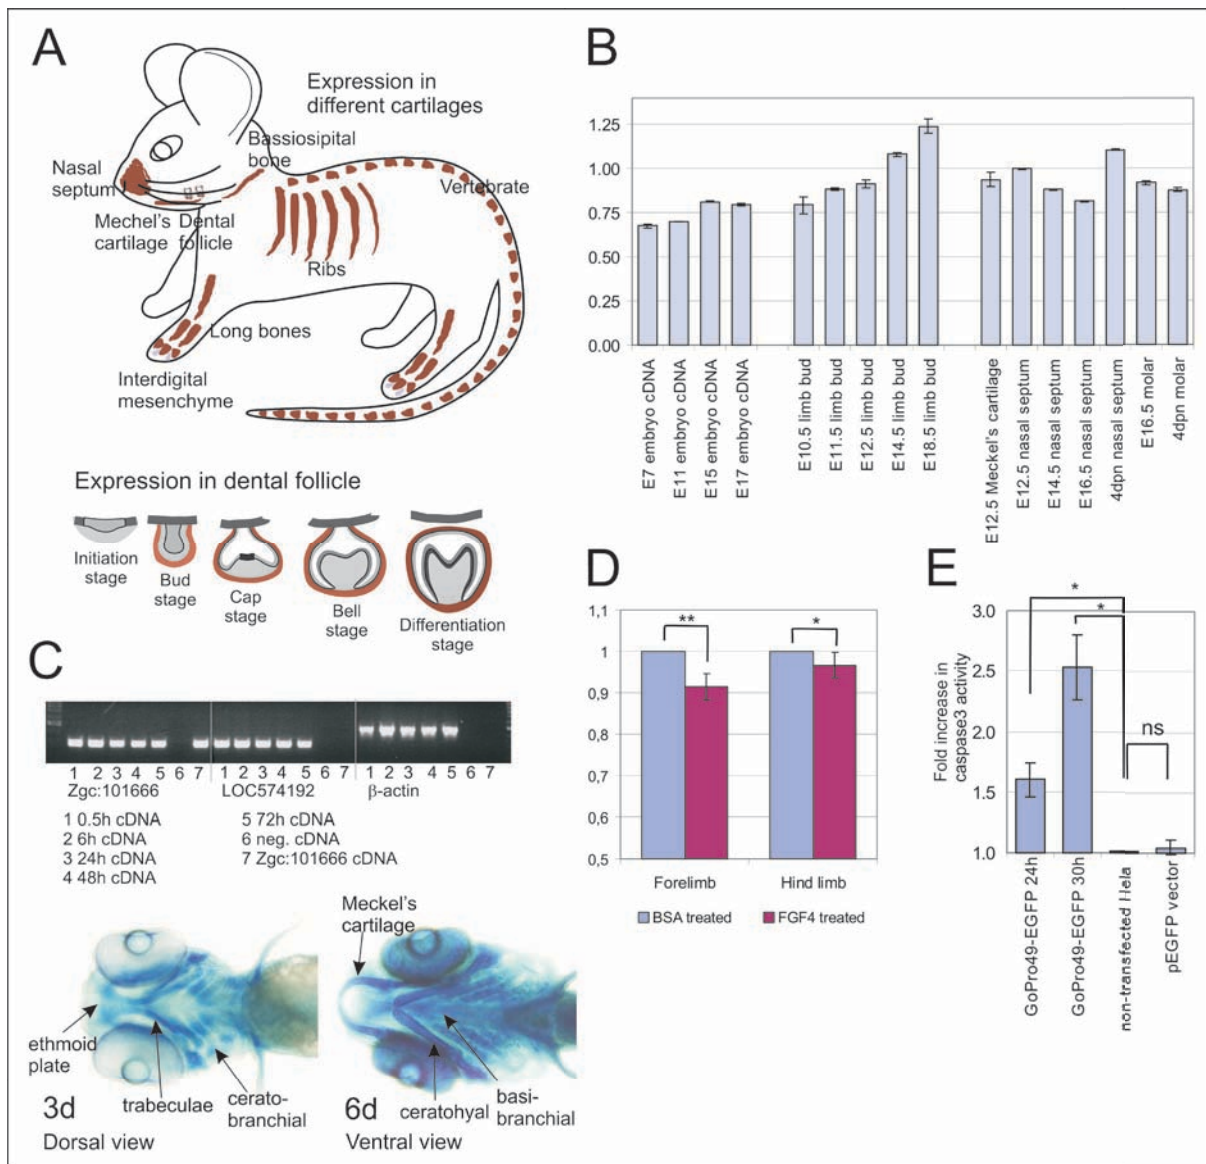 A
Expression in
different cartilages
Bassiosipital
bone
Nasal
septum
Vertebrate
Mechel's
cartilage
Dental
follicle
Ribs
Long bones
Interdigital
mesenchyme
Expression in dental follicle
Initiation
stage
Bud
stage
Cap
stage
Bell
stage
Differentiation
stage
B
1.25
1.00
0.75
0.50
0.25
0.00
E7 embryo cDNA
E11 embryo cDNA
E15 embryo cDNA
E17 embryo cDNA
E10.5 limb bud
E11.5 limb bud
E12.5 limb bud
E14.5 limb bud
E18.5 limb bud
E12.5 Meckel's cartilage
E12.5 nasal septum
E14.5 nasal septum
E16.5 nasal septum
4dpn nasal septum
E16.5 molar
4dpn molar
C
1 2 3 4 5 6 7 1 2 3 4 5 6 7 1 2 3 4 5 6 7
Zgc:101666 LOC574192 β-actin
1 0.5h cDNA
2 6h cDNA
3 24h cDNA
4 48h cDNA
5 72h cDNA
6 neg. cDNA
7 Zgc:101666 cDNA
Meckel's
cartilage
ethmoid
plate
trabeculae
cerato-
branchial
3d
Dorsal view
ceratohyal
basi-
branchial
6d
Ventral view
D
1,1
1
0,9
0,8
0,7
0,6
0,5
**
*
Forelimb Hind limb
BSA treated FGF4 treated
E
Fold increase in
caspase3 activity
3.0
2.5
2.0
1.5
1.0
*
*
ns
GoPro49-EGFP 24h
GoPro49-EGFP 30h
non-transfected Hela
pEGFP vector